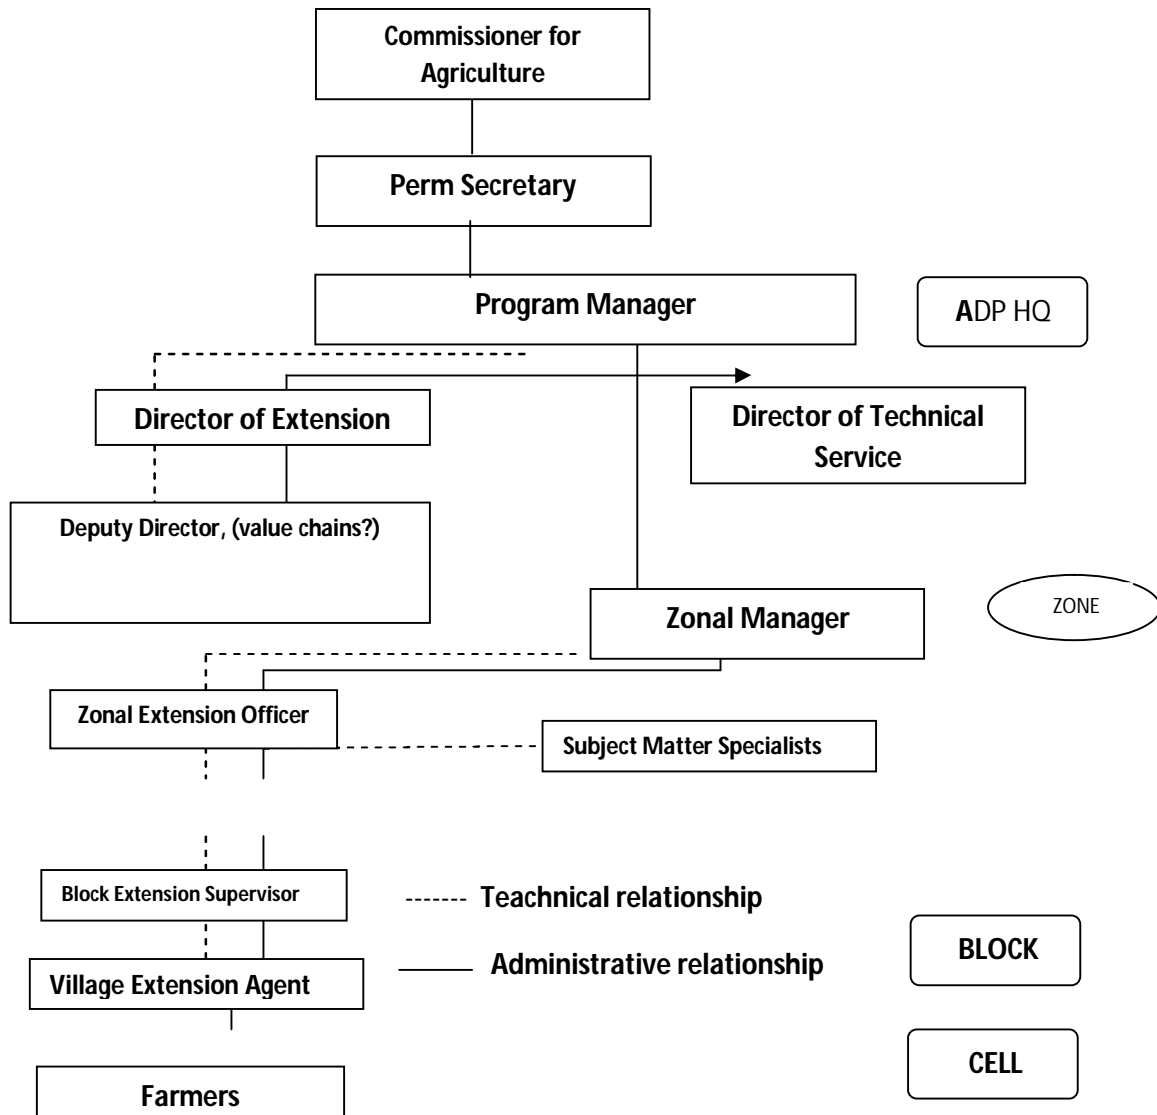 Commissioner for
Agriculture
Perm Secretary
Program Manager
ADP HQ
Director of Extension
Director of Technical
Service
Deputy Director, (value chains?)
Zonal Manager
ZONE
Zonal Extension Officer
Subject Matter Specialists
Block Extension Supervisor
Teachnical relationship
BLOCK
Village Extension Agent
Administrative relationship
CELL
Farmers